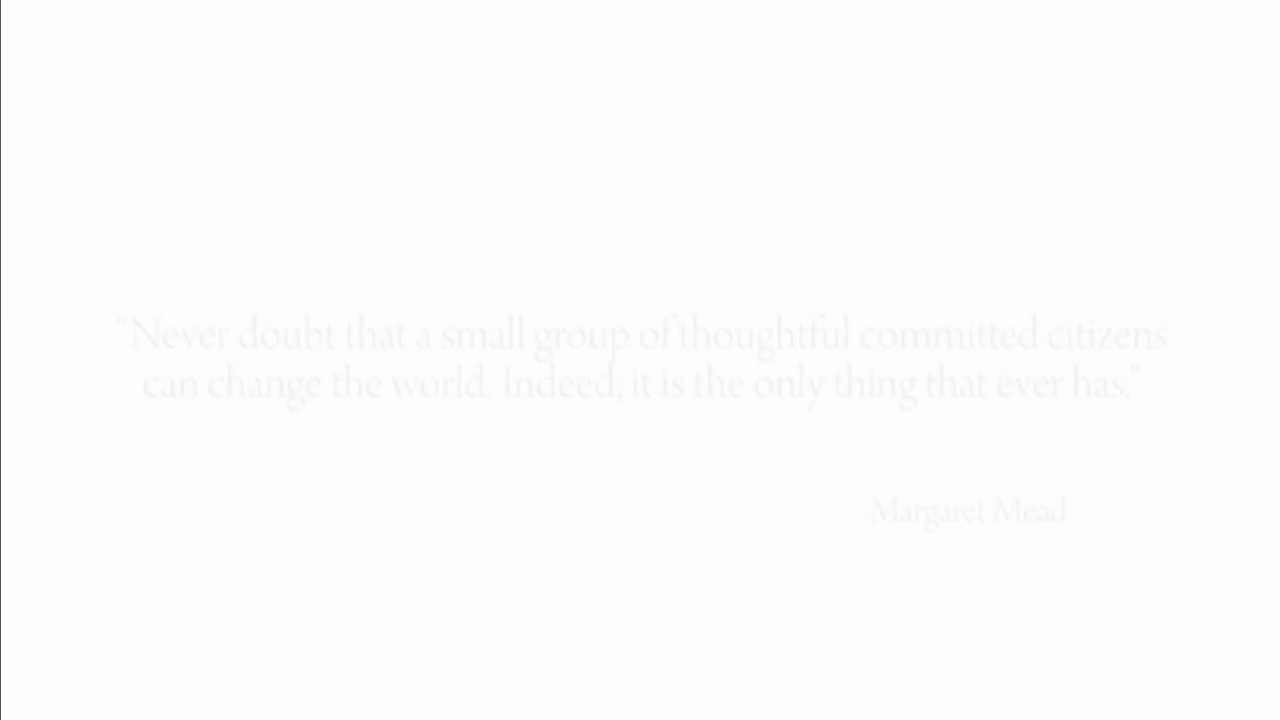 "Never doubt that a small group of thoughtful committed citizens
can change the world. Indeed, it is the only thing that ever has."
Margaret Mead